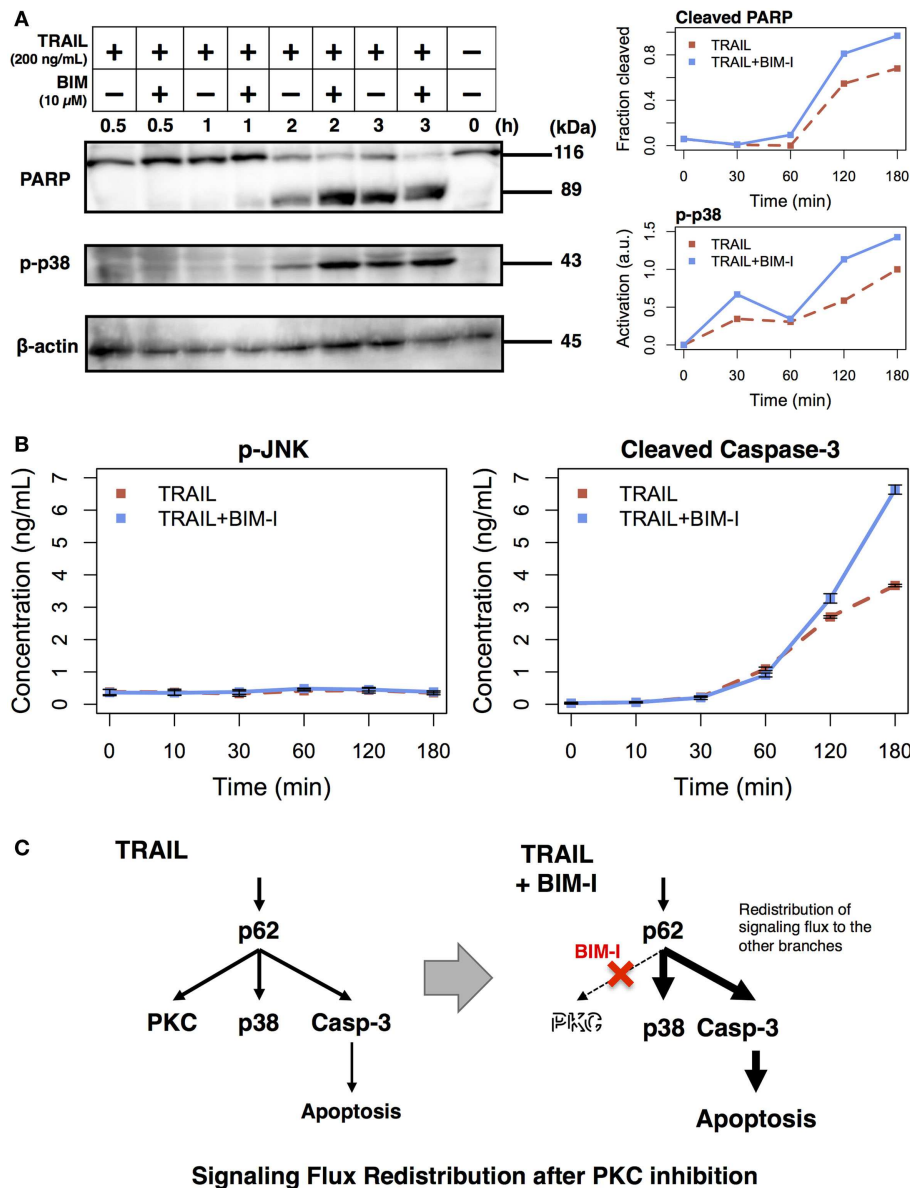 A
TRAIL
(200 ng/mL)
+ + + + + + + + –
BIM
(10 µM)
– + – + – + – + –
0.5 0.5 1 1 2 2 3 3 0 (h) (kDa)
PARP
116
89
p-p38
43
β-actin
45
Cleaved PARP
TRAIL
TRAIL+BIM-I
Fraction cleaved
0.0 0.4 0.8
0 30 60 120 180
Time (min)
p-p38
TRAIL
TRAIL+BIM-I
Activation (a.u.)
0.0 0.5 1.0 1.5
0 30 60 120 180
Time (min)
B
p-JNK
TRAIL
TRAIL+BIM-I
Concentration (ng/mL)
0 1 2 3 4 5 6 7
0 10 30 60 120 180
Time (min)
Cleaved Caspase-3
TRAIL
TRAIL+BIM-I
Concentration (ng/mL)
0 1 2 3 4 5 6 7
0 10 30 60 120 180
Time (min)
C
TRAIL
p62
PKC p38 Casp-3
Apoptosis
TRAIL
+ BIM-I
p62
Redistribution of
signaling flux to the
other branches
BIM-I
PKC p38 Casp-3
Apoptosis
Signaling Flux Redistribution after PKC inhibition